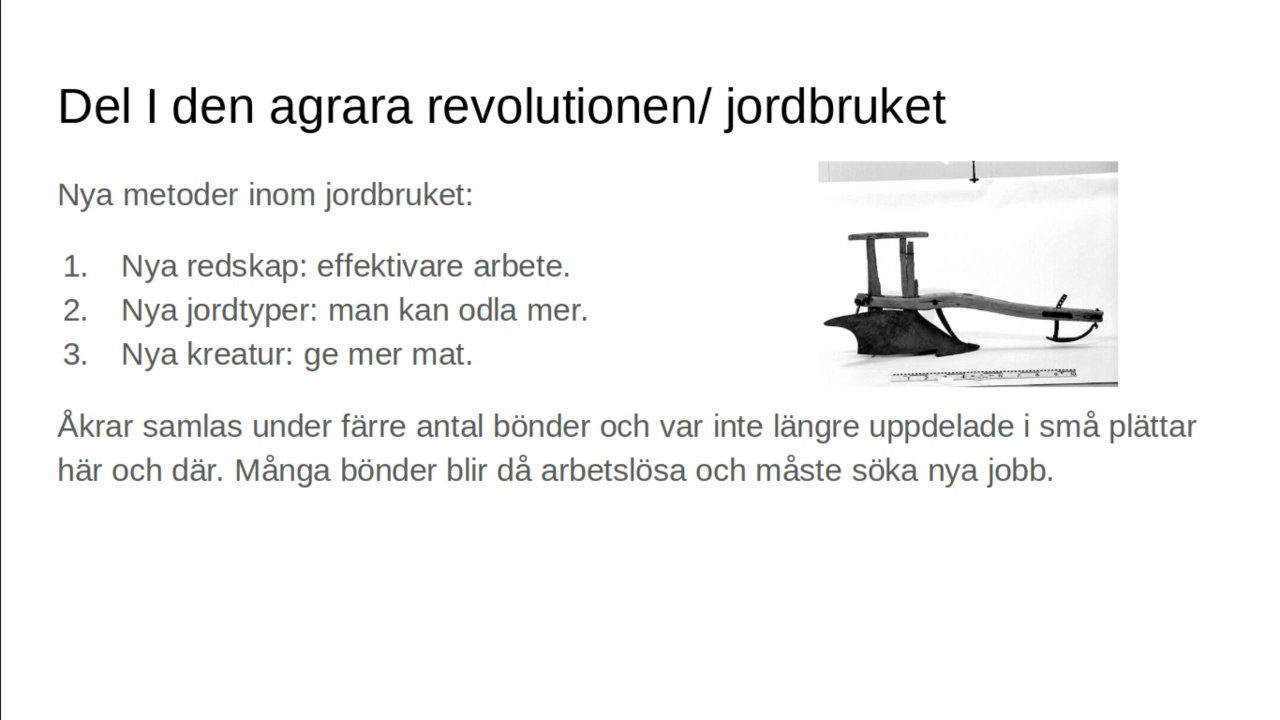 Del I den agrara revolutionen/ jordbruket
Nya metoder inom jordbruket:
1. Nya redskap: effektivare arbete.
2. Nya jordtyper: man kan odla mer.
3. Nya kreatur: ge mer mat.
Åkrar samlas under färre antal bönder och var inte längre uppdelade i små plättar
här och där. Många bönder blir då arbetslösa och måste söka nya jobb.